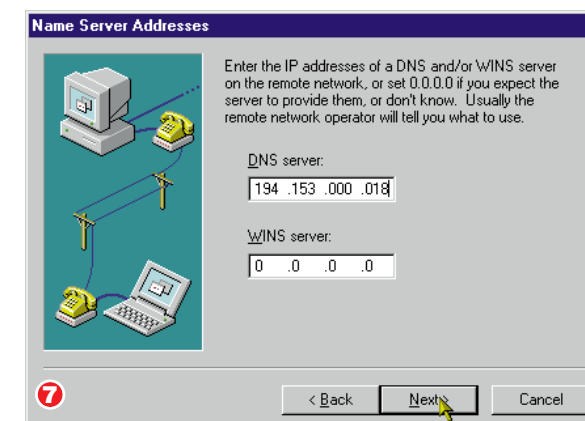 Name Server Addresses
Enter the IP addresses of a DNS and/or WINS server
on the remote network, or set 0.0.0.0 if you expect the
server to provide them, or don't know. Usually the
remote network operator will tell you what to use.
DNS server:
194 .153 .000 .018
WINS server:
0 .0 .0 .0
7
< Back Next > Cancel